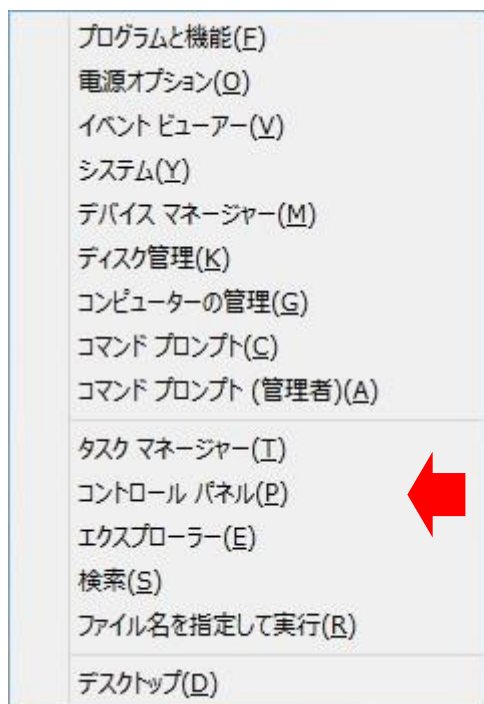 プログラムと機能(F)
電源オプション(O)
イベント ビューアー(V)
システム(Y)
デバイス マネージャー(M)
ディスク管理(K)
コンピューターの管理(G)
コマンド プロンプト(C)
コマンド プロンプト (管理者)(A)
タスク マネージャー(T)
コントロール パネル(P)
エクスプローラー(E)
検索(S)
ファイル名を指定して実行(R)
デスクトップ(D)